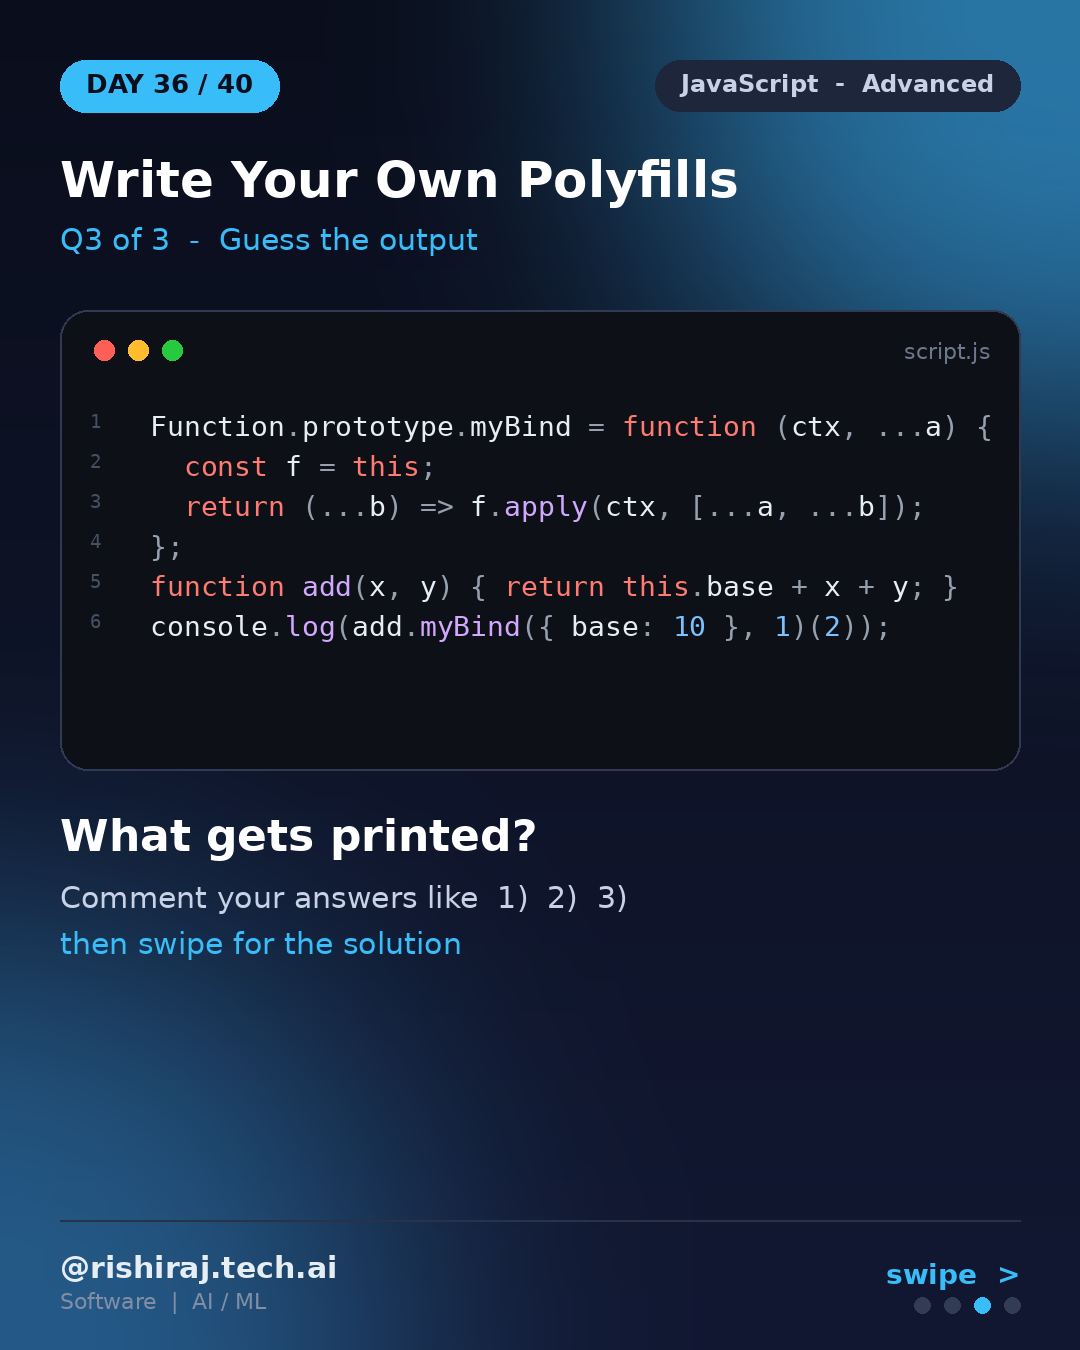 DAY 36 / 40
JavaScript - Advanced
Write Your Own Polyfills
Q3 of 3 - Guess the output
script.js
1 Function.prototype.myBind = function (ctx, ...a) {
2   const f = this;
3   return (...b) => f.apply(ctx, [...a, ...b]);
4 };
5 function add(x, y) { return this.base + x + y; }
6 console.log(add.myBind({ base: 10 }, 1)(2));
What gets printed?
Comment your answers like 1) 2) 3)
then swipe for the solution
@rishiraj.tech.ai
Software | AI / ML
swipe >